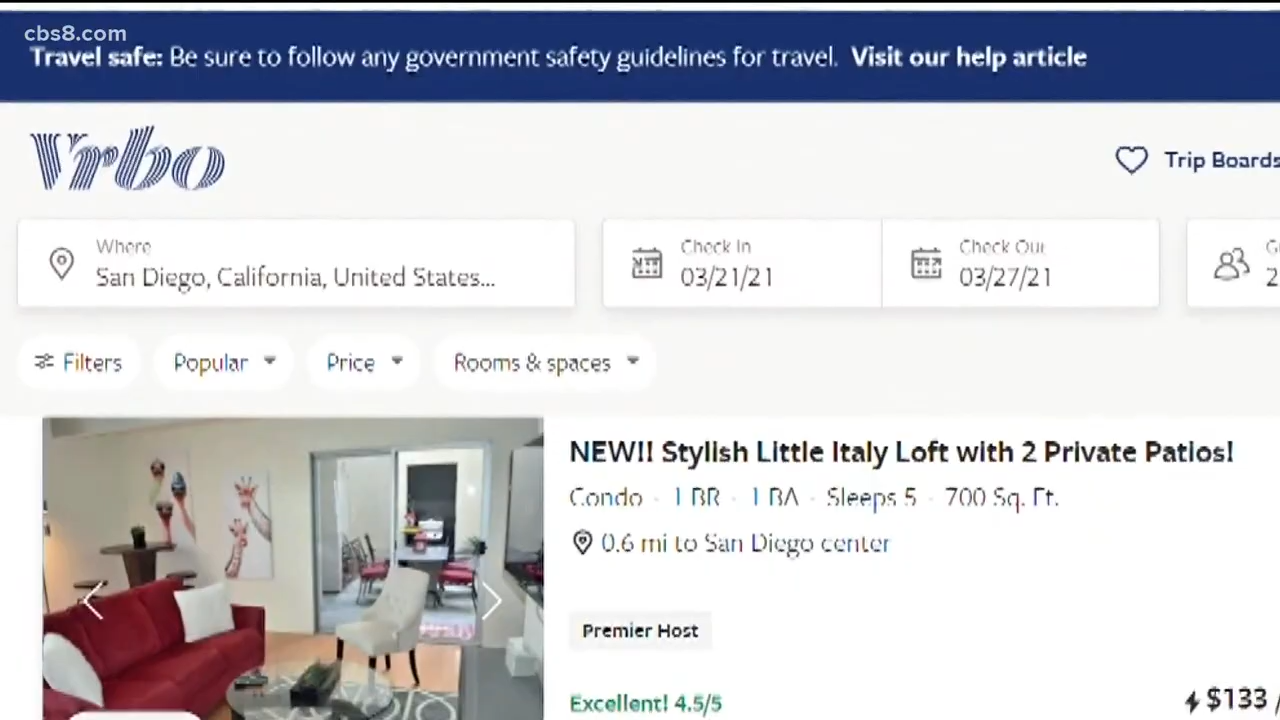 cbs8.com
Travel safe: Be sure to follow any government safety guidelines for travel. Visit our help article
Vrbo
Trip Boards
Where
San Diego, California, United States...
Check In
03/21/21
Check Out
03/27/21
2
Filters
Popular
Price
Rooms & spaces
NEW!! Stylish Little Italy Loft with 2 Private Patios!
Condo · 1 BR · 1 BA · Sleeps 5 · 700 Sq. Ft.
0.6 mi to San Diego center
Premier Host
Excellent! 4.5/5
$133 /